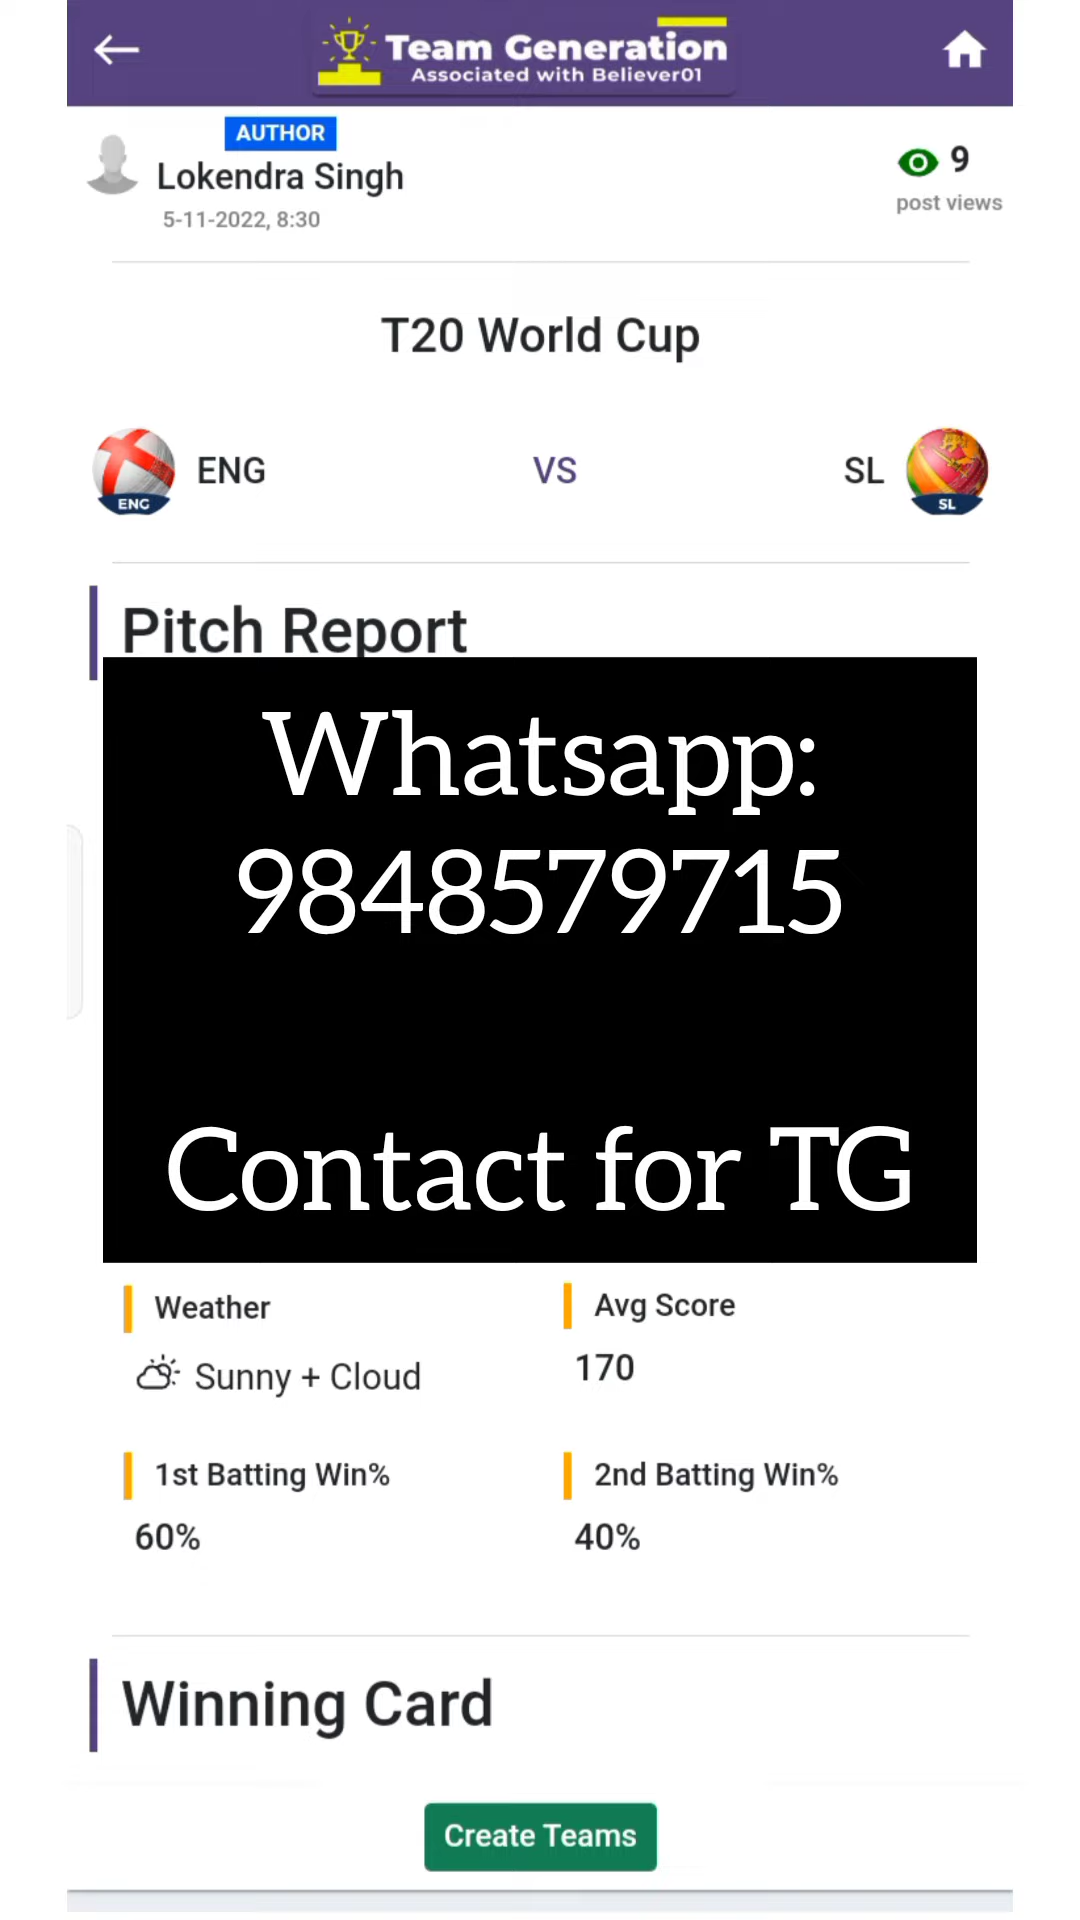 Team Generation
Associated with Believer01
AUTHOR
Lokendra Singh
5-11-2022, 8:30
9
post views
T20 World Cup
ENG
ENG
VS
SL
SL
Pitch Report
Whatsapp:
9848579715
Contact for TG
Weather
Avg Score
Sunny + Cloud
170
1st Batting Win%
2nd Batting Win%
60%
40%
Winning Card
Create Teams